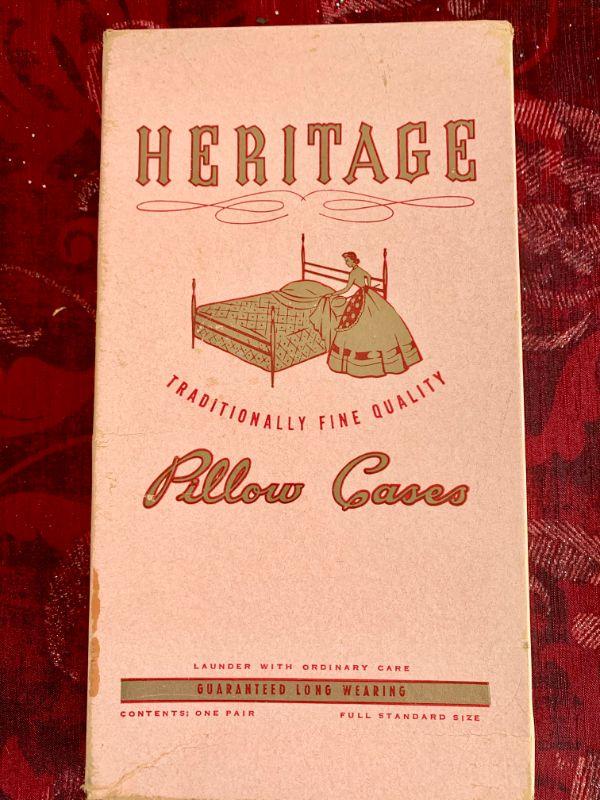 HERITAGE
TRADITIONALLY FINE QUALITY
Pillow Cases
LAUNDER WITH ORDINARY CARE
GUARANTEED LONG WEARING
CONTENTS: ONE PAIR FULL STANDARD SIZE